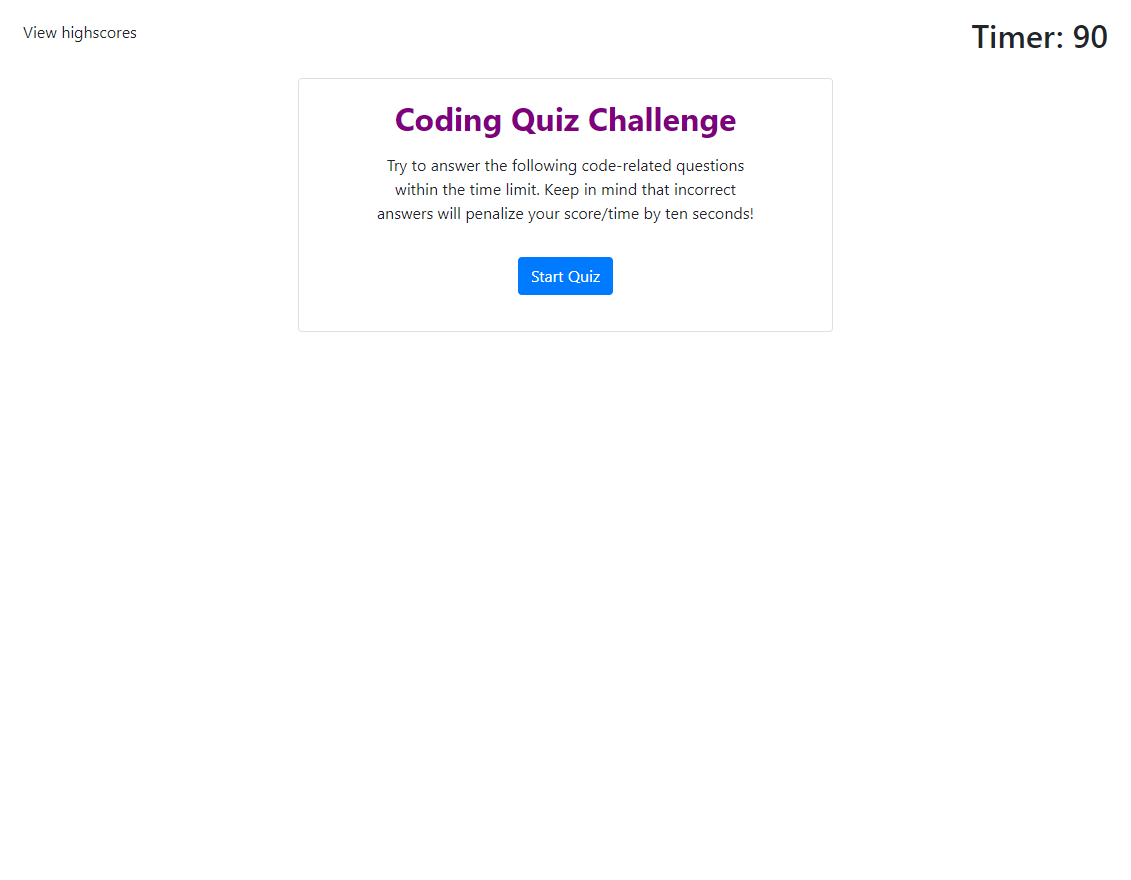 View highscores
Timer: 90
Coding Quiz Challenge
Try to answer the following code-related questions
within the time limit. Keep in mind that incorrect
answers will penalize your score/time by ten seconds!
Start Quiz